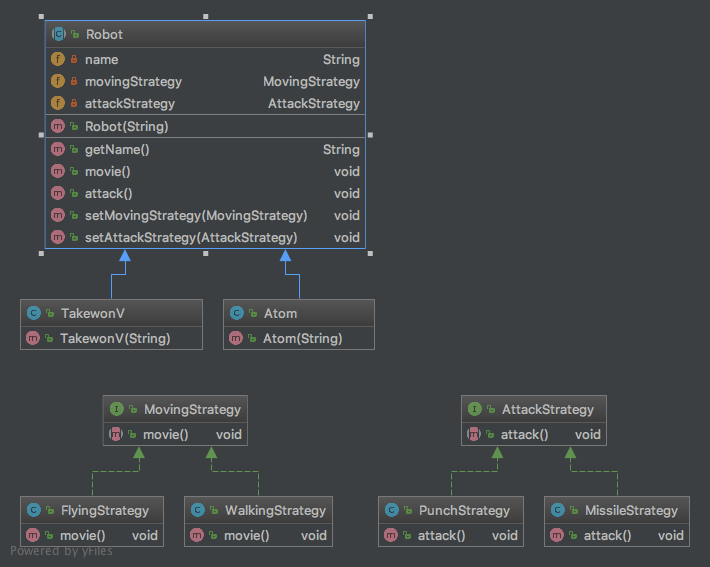 Robot
name String
movingStrategy MovingStrategy
attackStrategy AttackStrategy
Robot(String)
getName() String
movie() void
attack() void
setMovingStrategy(MovingStrategy) void
setAttackStrategy(AttackStrategy) void
TakewonV
TakewonV(String)
Atom
Atom(String)
MovingStrategy
movie() void
AttackStrategy
attack() void
FlyingStrategy
movie() void
WalkingStrategy
movie() void
PunchStrategy
attack() void
MissileStrategy
attack() void
Powered by yFiles